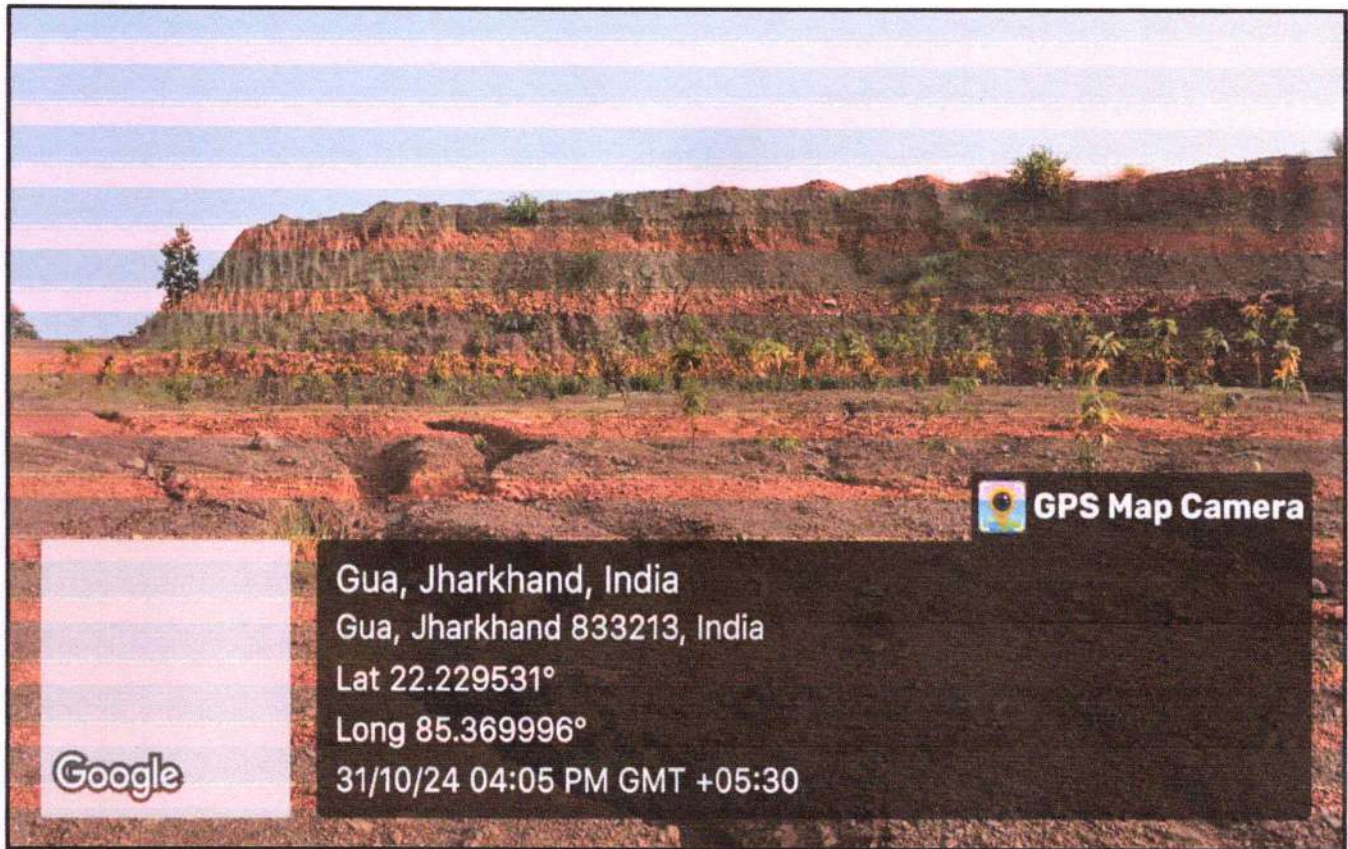 GPS Map Camera
Gua, Jharkhand, India
Gua, Jharkhand 833213, India
Lat 22.229531°
Long 85.369996°
31/10/24 04:05 PM GMT +05:30
Google